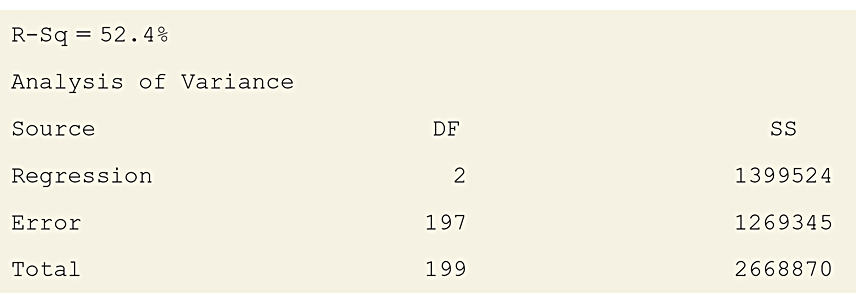 R-Sq = 52.4%
Analysis of Variance
Source DF SS
Regression 2 1399524
Error 197 1269345
Total 199 2668870